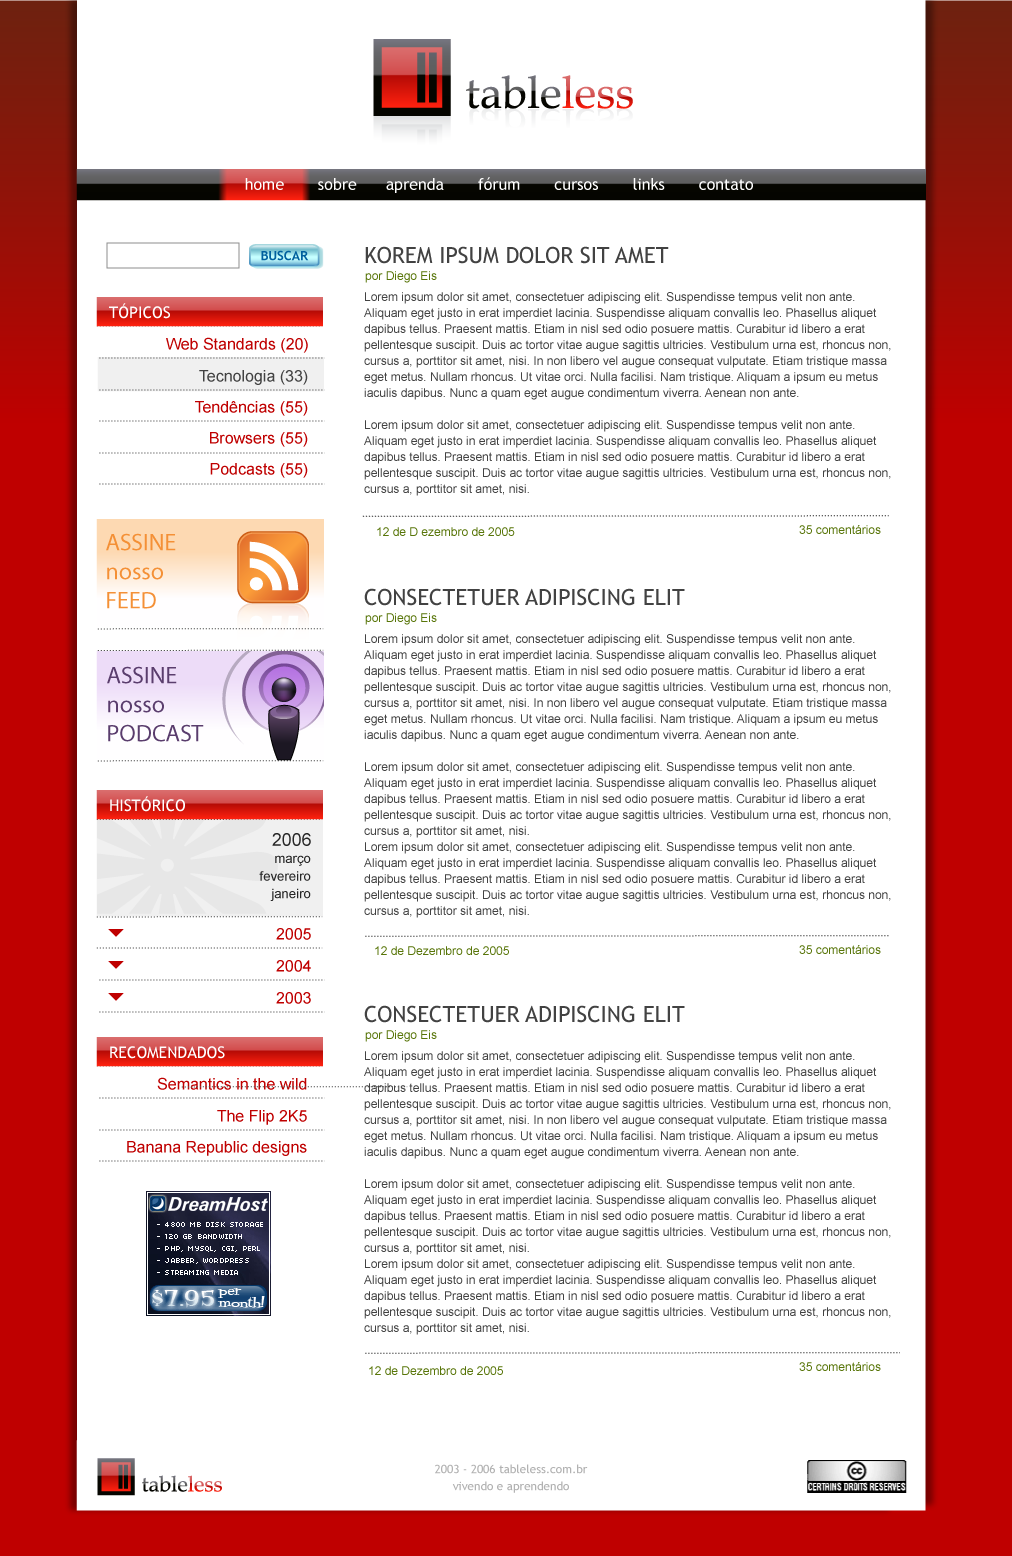 tableless
home sobre aprenda fórum cursos links contato
BUSCAR
TÓPICOS
Web Standards (20)
Tecnologia (33)
Tendências (55)
Browsers (55)
Podcasts (55)
ASSINE
nosso
FEED
ASSINE
nosso
PODCAST
HISTÓRICO
2006
março
fevereiro
janeiro
2005
2004
2003
RECOMENDADOS
Semantics in the wild
The Flip 2K5
Banana Republic designs
DreamHost
- 4800 MB DISK STORAGE
- 120 GB BANDWIDTH
- PHP, MYSQL, CGI, PERL
- JABBER, WORDPRESS
- STREAMING MEDIA
$7.95 per
month!
KOREM IPSUM DOLOR SIT AMET
por Diego Eis
Lorem ipsum dolor sit amet, consectetuer adipiscing elit. Suspendisse tempus velit non ante.
Aliquam eget justo in erat imperdiet lacinia. Suspendisse aliquam convallis leo. Phasellus aliquet
dapibus tellus. Praesent mattis. Etiam in nisl sed odio posuere mattis. Curabitur id libero a erat
pellentesque suscipit. Duis ac tortor vitae augue sagittis ultricies. Vestibulum urna est, rhoncus non,
cursus a, porttitor sit amet, nisi. In non libero vel augue consequat vulputate. Etiam tristique massa
eget metus. Nullam rhoncus. Ut vitae orci. Nulla facilisi. Nam tristique. Aliquam a ipsum eu metus
iaculis dapibus. Nunc a quam eget augue condimentum viverra. Aenean non ante.
Lorem ipsum dolor sit amet, consectetuer adipiscing elit. Suspendisse tempus velit non ante.
Aliquam eget justo in erat imperdiet lacinia. Suspendisse aliquam convallis leo. Phasellus aliquet
dapibus tellus. Praesent mattis. Etiam in nisl sed odio posuere mattis. Curabitur id libero a erat
pellentesque suscipit. Duis ac tortor vitae augue sagittis ultricies. Vestibulum urna est, rhoncus non,
cursus a, porttitor sit amet, nisi.
12 de D ezembro de 2005 35 comentários
CONSECTETUER ADIPISCING ELIT
por Diego Eis
Lorem ipsum dolor sit amet, consectetuer adipiscing elit. Suspendisse tempus velit non ante.
Aliquam eget justo in erat imperdiet lacinia. Suspendisse aliquam convallis leo. Phasellus aliquet
dapibus tellus. Praesent mattis. Etiam in nisl sed odio posuere mattis. Curabitur id libero a erat
pellentesque suscipit. Duis ac tortor vitae augue sagittis ultricies. Vestibulum urna est, rhoncus non,
cursus a, porttitor sit amet, nisi. In non libero vel augue consequat vulputate. Etiam tristique massa
eget metus. Nullam rhoncus. Ut vitae orci. Nulla facilisi. Nam tristique. Aliquam a ipsum eu metus
iaculis dapibus. Nunc a quam eget augue condimentum viverra. Aenean non ante.
Lorem ipsum dolor sit amet, consectetuer adipiscing elit. Suspendisse tempus velit non ante.
Aliquam eget justo in erat imperdiet lacinia. Suspendisse aliquam convallis leo. Phasellus aliquet
dapibus tellus. Praesent mattis. Etiam in nisl sed odio posuere mattis. Curabitur id libero a erat
pellentesque suscipit. Duis ac tortor vitae augue sagittis ultricies. Vestibulum urna est, rhoncus non,
cursus a, porttitor sit amet, nisi.
Lorem ipsum dolor sit amet, consectetuer adipiscing elit. Suspendisse tempus velit non ante.
Aliquam eget justo in erat imperdiet lacinia. Suspendisse aliquam convallis leo. Phasellus aliquet
dapibus tellus. Praesent mattis. Etiam in nisl sed odio posuere mattis. Curabitur id libero a erat
pellentesque suscipit. Duis ac tortor vitae augue sagittis ultricies. Vestibulum urna est, rhoncus non,
cursus a, porttitor sit amet, nisi.
12 de Dezembro de 2005 35 comentários
CONSECTETUER ADIPISCING ELIT
por Diego Eis
Lorem ipsum dolor sit amet, consectetuer adipiscing elit. Suspendisse tempus velit non ante.
Aliquam eget justo in erat imperdiet lacinia. Suspendisse aliquam convallis leo. Phasellus aliquet
dapibus tellus. Praesent mattis. Etiam in nisl sed odio posuere mattis. Curabitur id libero a erat
pellentesque suscipit. Duis ac tortor vitae augue sagittis ultricies. Vestibulum urna est, rhoncus non,
cursus a, porttitor sit amet, nisi. In non libero vel augue consequat vulputate. Etiam tristique massa
eget metus. Nullam rhoncus. Ut vitae orci. Nulla facilisi. Nam tristique. Aliquam a ipsum eu metus
iaculis dapibus. Nunc a quam eget augue condimentum viverra. Aenean non ante.
Lorem ipsum dolor sit amet, consectetuer adipiscing elit. Suspendisse tempus velit non ante.
Aliquam eget justo in erat imperdiet lacinia. Suspendisse aliquam convallis leo. Phasellus aliquet
dapibus tellus. Praesent mattis. Etiam in nisl sed odio posuere mattis. Curabitur id libero a erat
pellentesque suscipit. Duis ac tortor vitae augue sagittis ultricies. Vestibulum urna est, rhoncus non,
cursus a, porttitor sit amet, nisi.
Lorem ipsum dolor sit amet, consectetuer adipiscing elit. Suspendisse tempus velit non ante.
Aliquam eget justo in erat imperdiet lacinia. Suspendisse aliquam convallis leo. Phasellus aliquet
dapibus tellus. Praesent mattis. Etiam in nisl sed odio posuere mattis. Curabitur id libero a erat
pellentesque suscipit. Duis ac tortor vitae augue sagittis ultricies. Vestibulum urna est, rhoncus non,
cursus a, porttitor sit amet, nisi.
12 de Dezembro de 2005 35 comentários
tableless
2003 - 2006 tableless.com.br
vivendo e aprendendo
cc
CERTAINS DROITS RESERVES